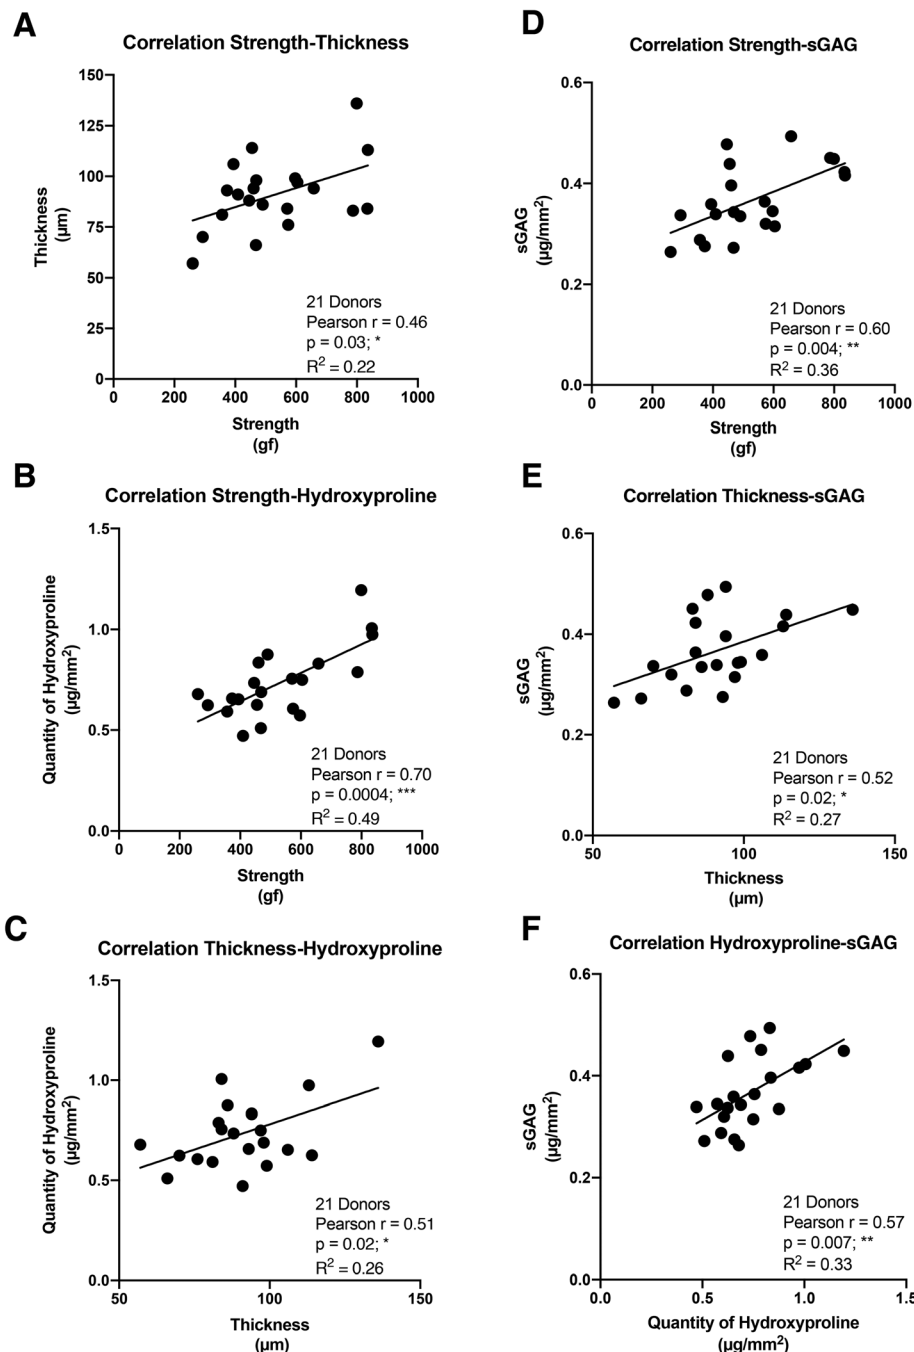 A
Correlation Strength-Thickness
Thickness
(µm)
150
125
100
75
50
25
0
0 200 400 600 800 1000
Strength
(gf)
21 Donors
Pearson r = 0.46
p = 0.03; *
R² = 0.22
B
Correlation Strength-Hydroxyproline
Quantity of Hydroxyproline
(µg/mm²)
1.5
1.0
0.5
0.0
0 200 400 600 800 1000
Strength
(gf)
21 Donors
Pearson r = 0.70
p = 0.0004; ***
R² = 0.49
C
Correlation Thickness-Hydroxyproline
Quantity of Hydroxyproline
(µg/mm²)
1.5
1.0
0.5
0.0
50 100 150
Thickness
(µm)
21 Donors
Pearson r = 0.51
p = 0.02; *
R² = 0.26
D
Correlation Strength-sGAG
sGAG
(µg/mm²)
0.6
0.4
0.2
0.0
0 200 400 600 800 1000
Strength
(gf)
21 Donors
Pearson r = 0.60
p = 0.004; **
R² = 0.36
E
Correlation Thickness-sGAG
sGAG
(µg/mm²)
0.6
0.4
0.2
0.0
50 100 150
Thickness
(µm)
21 Donors
Pearson r = 0.52
p = 0.02; *
R² = 0.27
F
Correlation Hydroxyproline-sGAG
sGAG
(µg/mm²)
0.6
0.4
0.2
0.0
0.0 0.5 1.0 1.5
Quantity of Hydroxyproline
(µg/mm²)
21 Donors
Pearson r = 0.57
p = 0.007; **
R² = 0.33